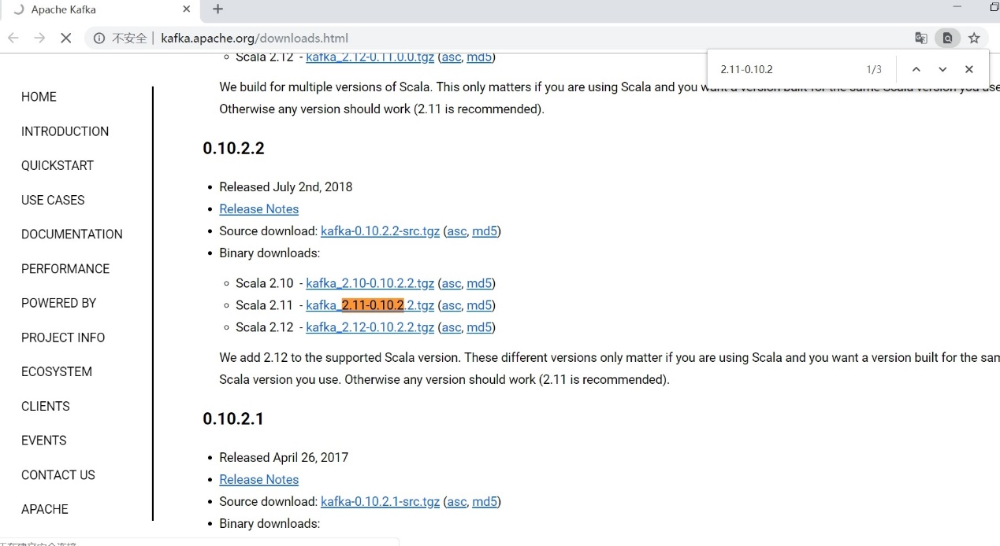 Apache Kafka
不安全 | kafka.apache.org/downloads.html
2.11-0.10.2 1/3
HOME
INTRODUCTION
QUICKSTART
USE CASES
DOCUMENTATION
PERFORMANCE
POWERED BY
PROJECT INFO
ECOSYSTEM
CLIENTS
EVENTS
CONTACT US
APACHE
Scala 2.12 - kafka_2.12-0.11.0.0.tgz (asc, md5)
We build for multiple versions of Scala. This only matters if you are using Scala and you want a version built for the same Scala version you use
Otherwise any version should work (2.11 is recommended).
0.10.2.2
• Released July 2nd, 2018
• Release Notes
• Source download: kafka-0.10.2.2-src.tgz (asc, md5)
• Binary downloads:
Scala 2.10 - kafka_2.10-0.10.2.2.tgz (asc, md5)
Scala 2.11 - kafka_2.11-0.10.2.2.tgz (asc, md5)
Scala 2.12 - kafka_2.12-0.10.2.2.tgz (asc, md5)
We add 2.12 to the supported Scala version. These different versions only matter if you are using Scala and you want a version built for the sam
Scala version you use. Otherwise any version should work (2.11 is recommended).
0.10.2.1
• Released April 26, 2017
• Release Notes
• Source download: kafka-0.10.2.1-src.tgz (asc, md5)
• Binary downloads: